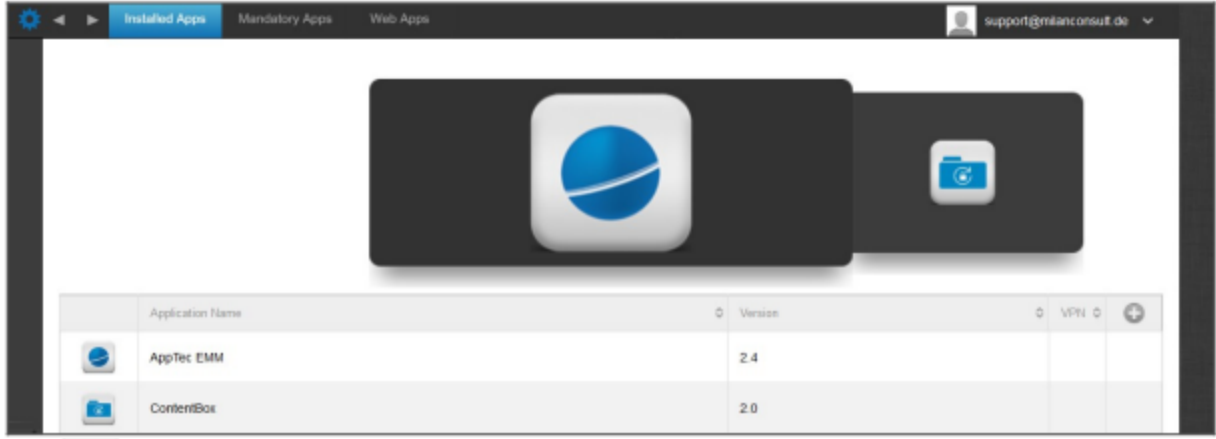 Installed Apps Mandatory Apps Web Apps support@milanconsult.de
Application Name Version VPN
AppTec EMM 2.4
ContentBox 2.0